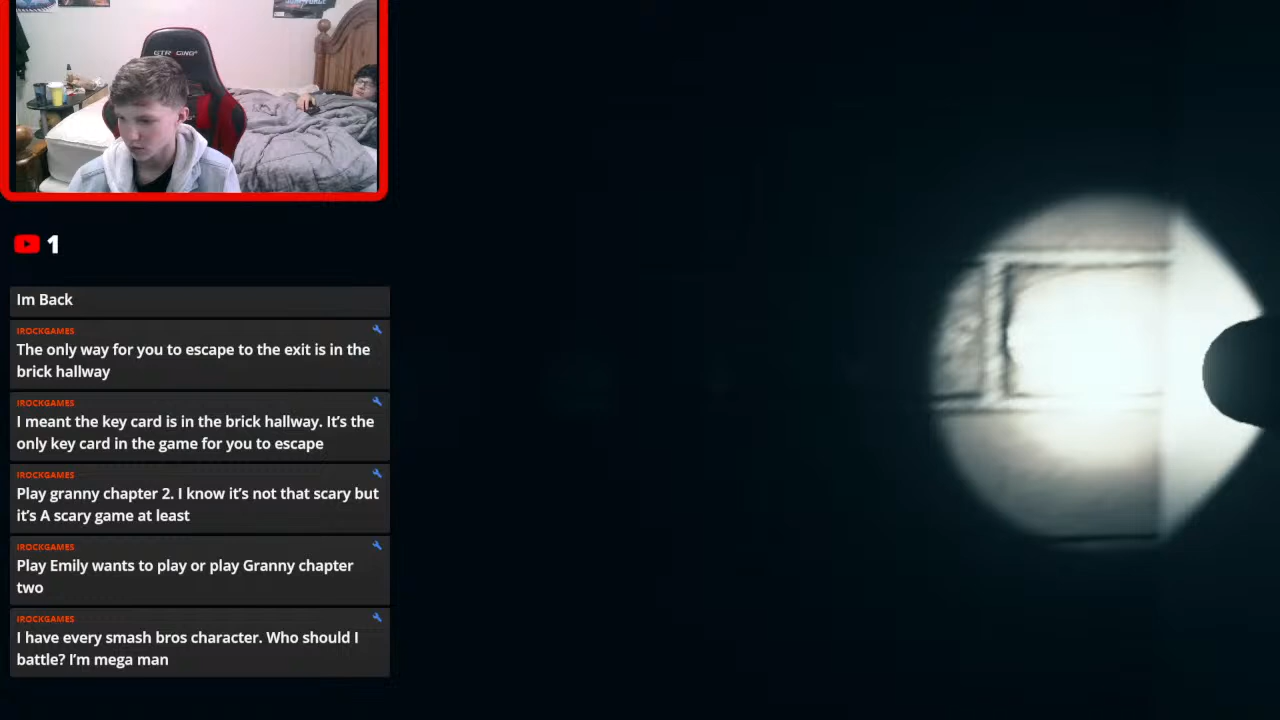 1
Im Back
IROCKGAMES
The only way for you to escape to the exit is in the
brick hallway
IROCKGAMES
I meant the key card is in the brick hallway. It’s the
only key card in the game for you to escape
IROCKGAMES
Play granny chapter 2. I know it’s not that scary but
it’s A scary game at least
IROCKGAMES
Play Emily wants to play or play Granny chapter
two
IROCKGAMES
I have every smash bros character. Who should I
battle? I’m mega man